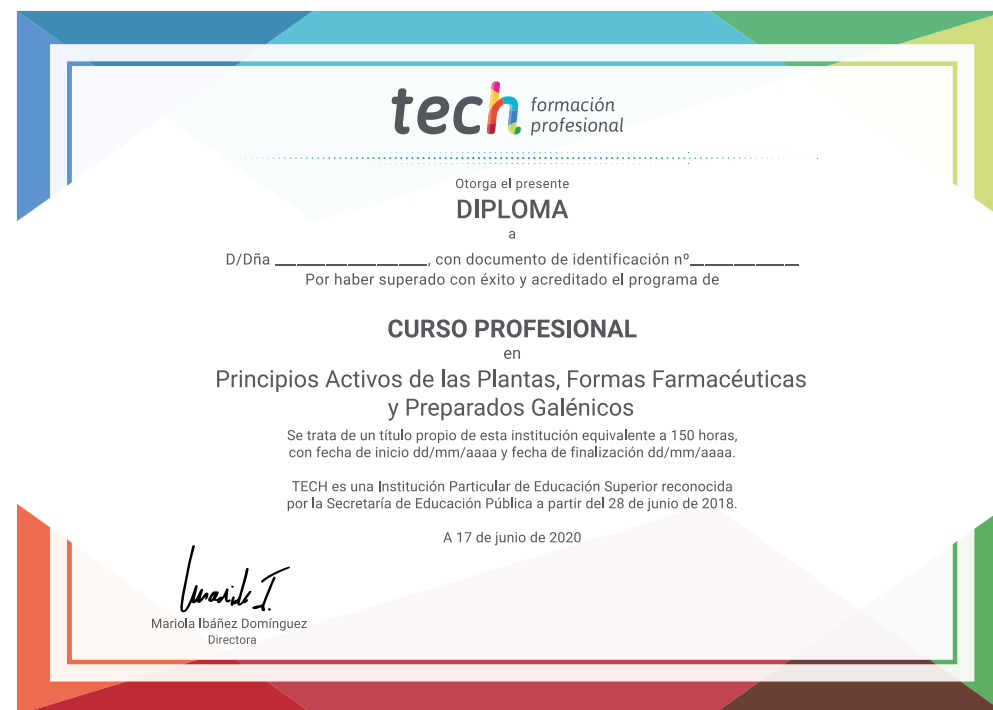 tech formación
profesional
Otorga el presente
DIPLOMA
a
D/Dña ____________________, con documento de identificación nº______________
Por haber superado con éxito y acreditado el programa de
CURSO PROFESIONAL
en
Principios Activos de las Plantas, Formas Farmacéuticas
y Preparados Galénicos
Se trata de un título propio de esta institución equivalente a 150 horas,
con fecha de inicio dd/mm/aaaa y fecha de finalización dd/mm/aaaa.
TECH es una Institución Particular de Educación Superior reconocida
por la Secretaría de Educación Pública a partir del 28 de junio de 2018.
A 17 de junio de 2020
Mariola I.
Mariola Ibáñez Domínguez
Directora